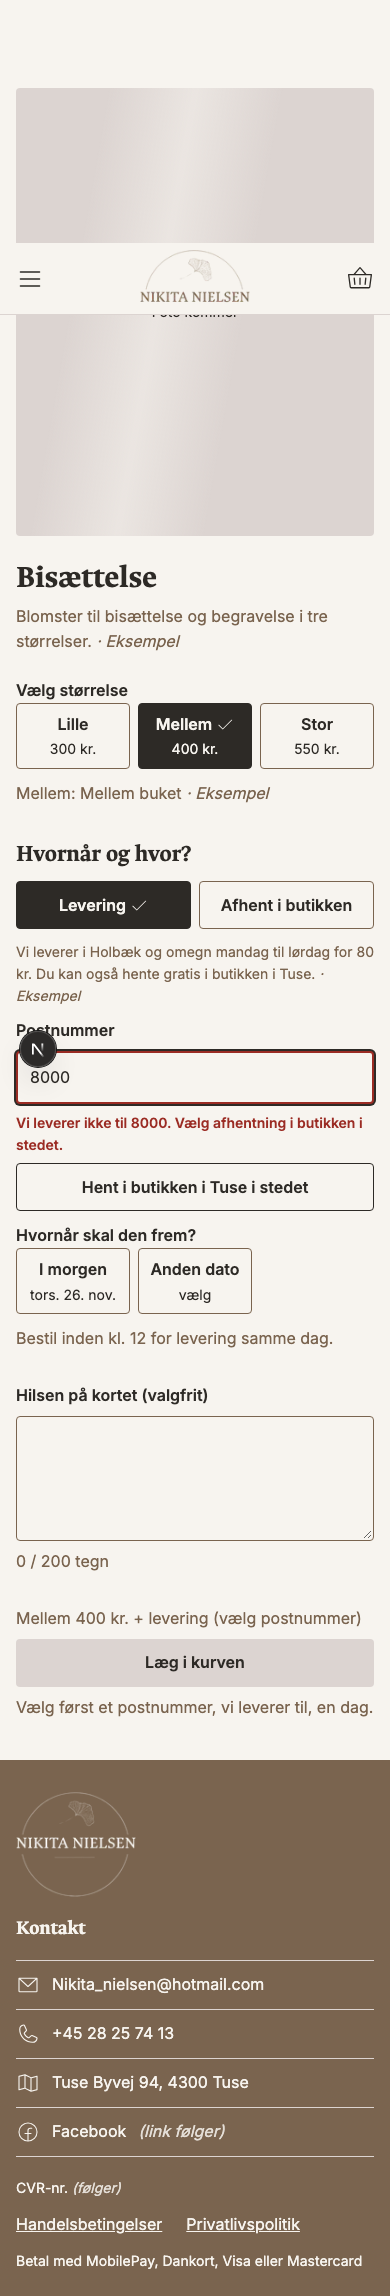 NIKITA NIELSEN
Bisættelse
Blomster til bisættelse og begravelse i tre
størrelser. · Eksempel
Vælg størrelse
Lille
300 kr.
Mellem
400 kr.
Stor
550 kr.
Mellem: Mellem buket · Eksempel
Hvornår og hvor?
Levering
Afhent i butikken
Vi leverer i Holbæk og omegn mandag til lørdag for 80
kr. Du kan også hente gratis i butikken i Tuse. ·
Eksempel
Postnummer
N
8000
Vi leverer ikke til 8000. Vælg afhentning i butikken i
stedet.
Hent i butikken i Tuse i stedet
Hvornår skal den frem?
I morgen
tors. 26. nov.
Anden dato
vælg
Bestil inden kl. 12 for levering samme dag.
Hilsen på kortet (valgfrit)
0 / 200 tegn
Mellem 400 kr. + levering (vælg postnummer)
Læg i kurven
Vælg først et postnummer, vi leverer til, en dag.
NIKITA NIELSEN
Kontakt
Nikita_nielsen@hotmail.com
+45 28 25 74 13
Tuse Byvej 94, 4300 Tuse
Facebook (link følger)
CVR-nr. (følger)
Handelsbetingelser Privatlivspolitik
Betal med MobilePay, Dankort, Visa eller Mastercard